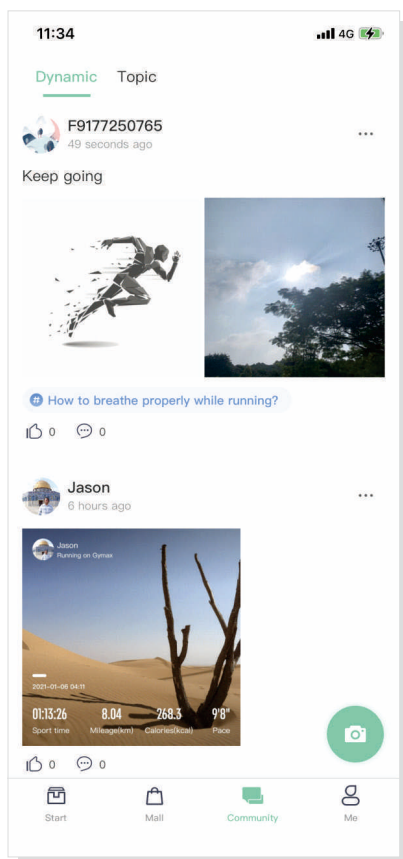 11:34
4G
Dynamic Topic
F9177250765
49 seconds ago
Keep going
# How to breathe properly while running?
0 0
Jason
6 hours ago
Jason
Running on Gymax
2021-01-06 04:11
01:13:26 8.04 268.3 9'8"
Sport time Mileage(km) Calories(kcal) Pace
0 0
Start Mall Community Me